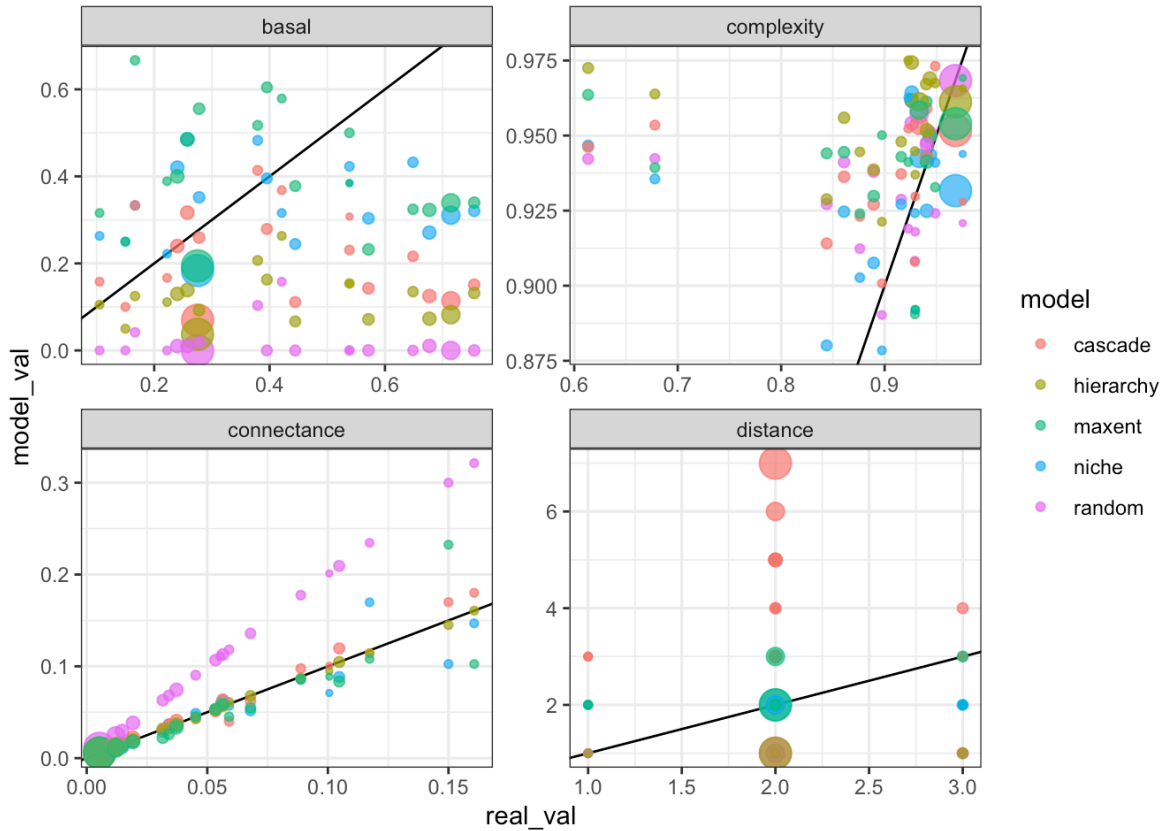 basal
complexity
0.6
0.4
0.2
0.0
0.2
0.4
0.6
0.975
0.950
0.925
0.900
0.875
0.6
0.7
0.8
0.9
connectance
distance
0.3
0.2
0.1
0.0
0.00
0.05
0.10
0.15
6
4
2
1.0
1.5
2.0
2.5
3.0
model_val
real_val
model
cascade
hierarchy
maxent
niche
random